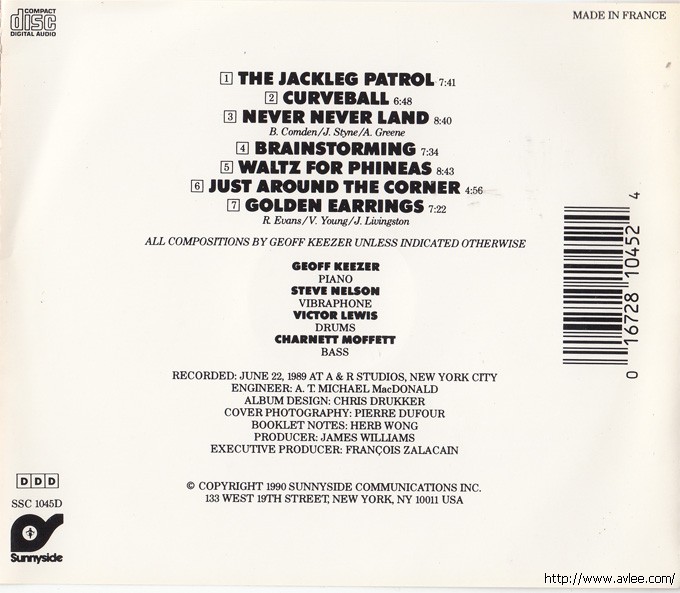 COMPACT
disc
DIGITAL AUDIO
MADE IN FRANCE
1 THE JACKLEG PATROL 7:41
2 CURVEBALL 6:48
3 NEVER NEVER LAND 8:40
B. Comden/J. Styne/A. Greene
4 BRAINSTORMING 7:34
5 WALTZ FOR PHINEAS 8:43
6 JUST AROUND THE CORNER 4:56
7 GOLDEN EARRINGS 7:22
R. Evans/V. Young/J. Livingston
ALL COMPOSITIONS BY GEOFF KEEZER UNLESS INDICATED OTHERWISE
GEOFF KEEZER
PIANO
STEVE NELSON
VIBRAPHONE
VICTOR LEWIS
DRUMS
CHARNETT MOFFETT
BASS
0 16728 10452 4
RECORDED: JUNE 22, 1989 AT A & R STUDIOS, NEW YORK CITY
ENGINEER: A. T. MICHAEL MacDONALD
ALBUM DESIGN: CHRIS DRUKKER
COVER PHOTOGRAPHY: PIERRE DUFOUR
BOOKLET NOTES: HERB WONG
PRODUCER: JAMES WILLIAMS
EXECUTIVE PRODUCER: FRANÇOIS ZALACAIN
© COPYRIGHT 1990 SUNNYSIDE COMMUNICATIONS INC.
133 WEST 19TH STREET, NEW YORK, NY 10011 USA
D D D
SSC 1045D
Sunnyside
http://www.avlee.com/